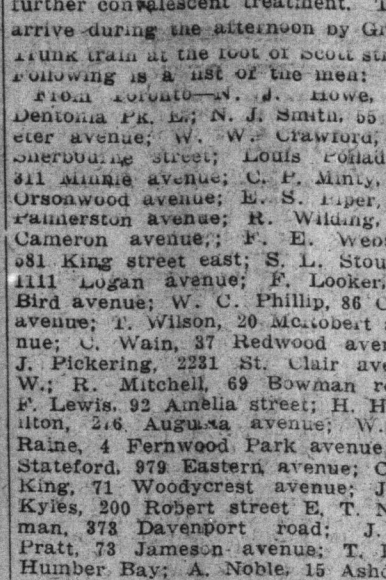 further convalescent treatment.
arrive during the afternoon by
Trunk train at the foot of Scott
Following is a list of the men:
From Toronto—N. J. Howe,
Dentonia Pk. E.; N. J. Smith, 55
eter avenue; W. W. Crawford,
Sherbourne street; Louis
311 Minnie avenue; C. P. Minty,
Orsonwood avenue; E. S. Piper,
Palmerston avenue; R. Wilding,
Cameron avenue,; F. E.
581 King street east; S. L.
1111 Logan avenue; F. Looker,
Bird avenue; W. C. Phillip, 86
avenue; T. Wilson, 20
nue; C. Wain, 37 Redwood
J. Pickering, 2231 St. Clair
W.; R. Mitchell, 69 Bowman
F. Lewis, 92 Amelia street; H.
ilton, Augusta avenue; W.
Raine, 4 Fernwood Park avenue
Stateford, 979 Eastern avenue;
King, 71 Woodycrest avenue; J
Kyles, 200 Robert street E, T.
man, 373 Davenport road; J.
Pratt, 73 Jameson avenue; T.
Humber Bay; A. Noble, 15